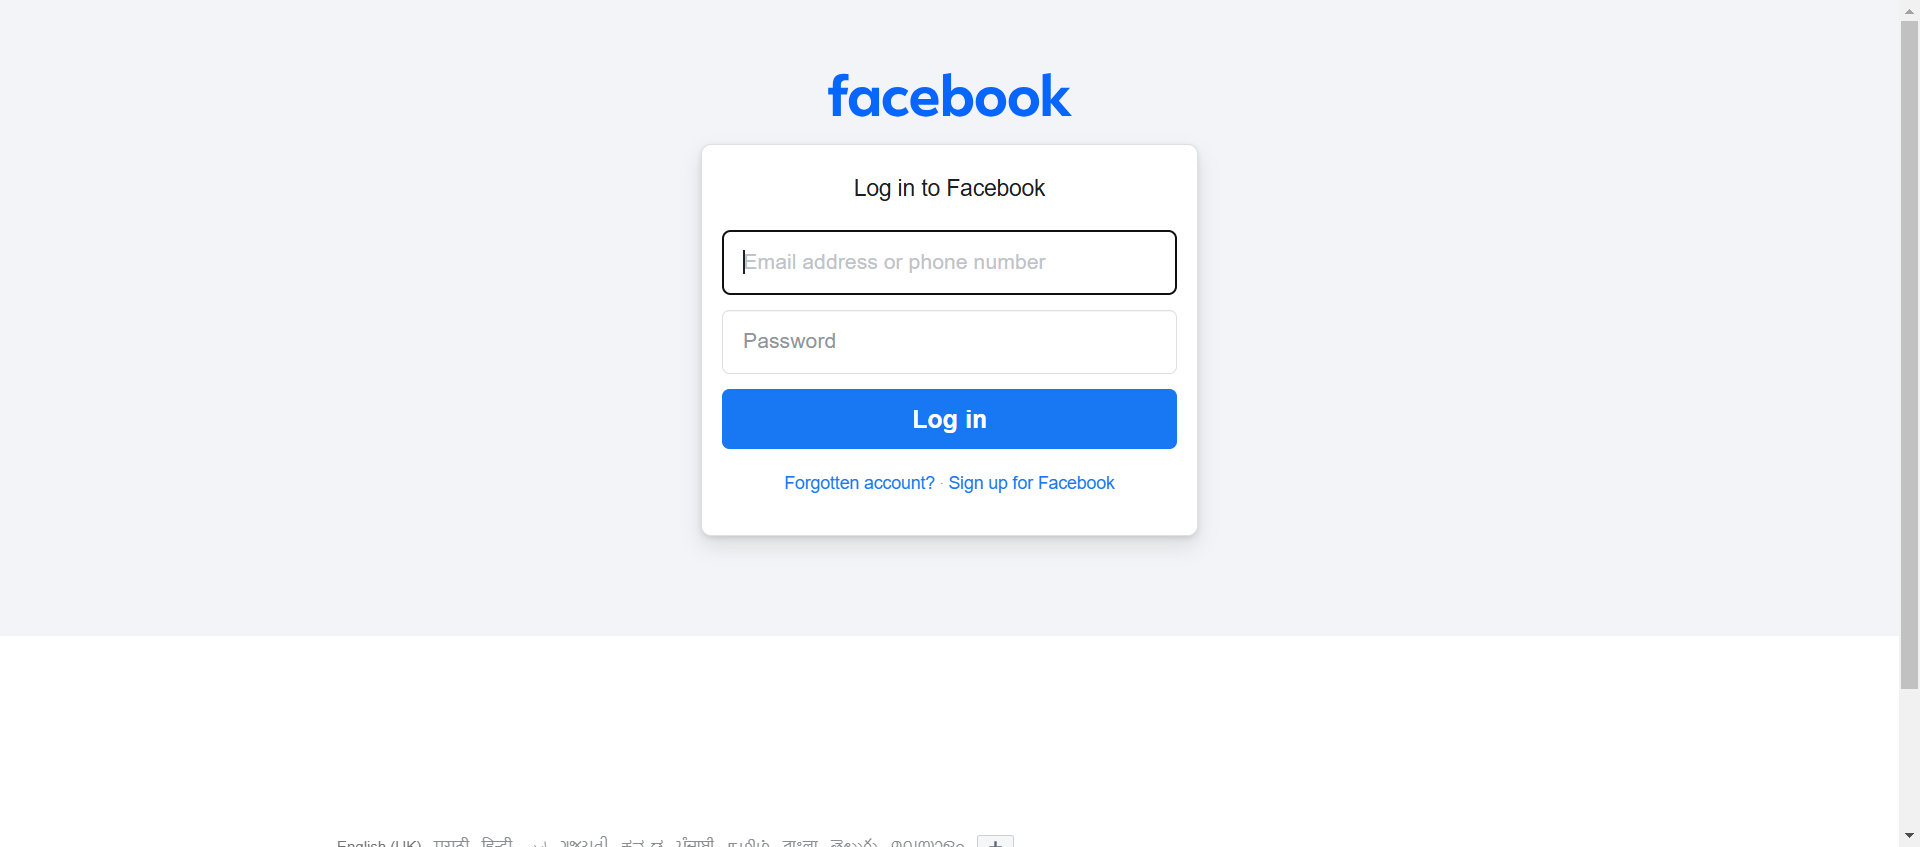 facebook
Log in to Facebook
Email address or phone number
Password
Log in
Forgotten account? · Sign up for Facebook
English (UK) मराठी हिन्दी اردو ગુજરાતી ಕನ್ನಡ ਪੰਜਾਬੀ தமிழ் বাংলা తెలుగు മലയാളം +